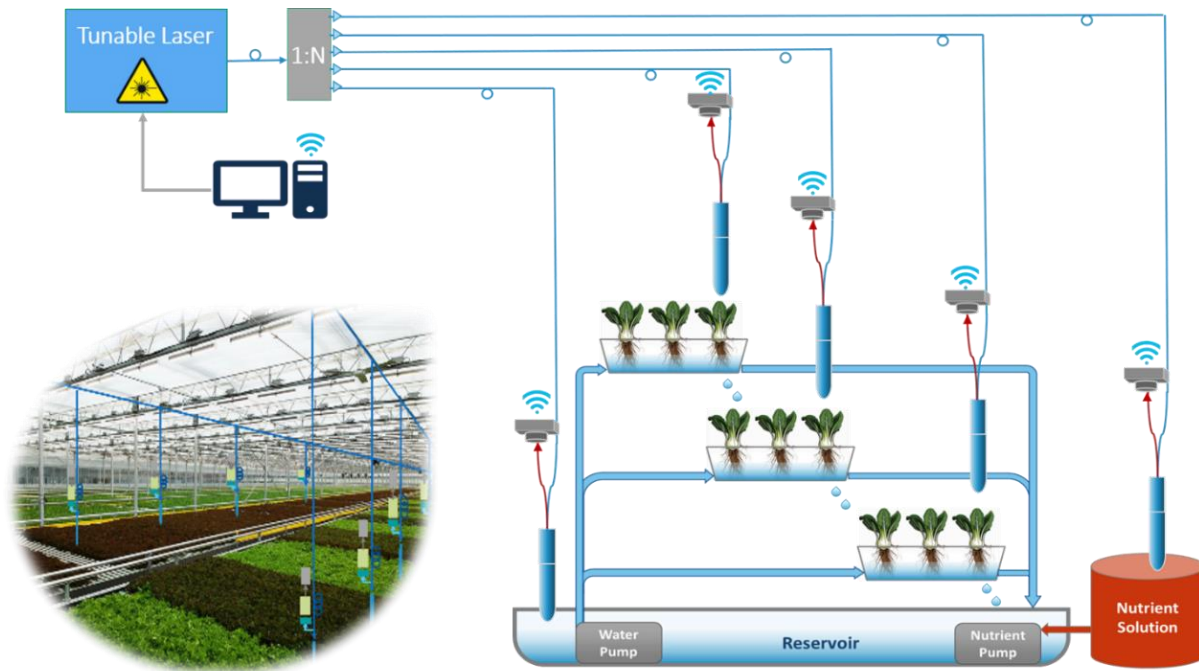 Tunable Laser
1:N
Water
Pump
Reservoir
Nutrient
Pump
Nutrient
Solution